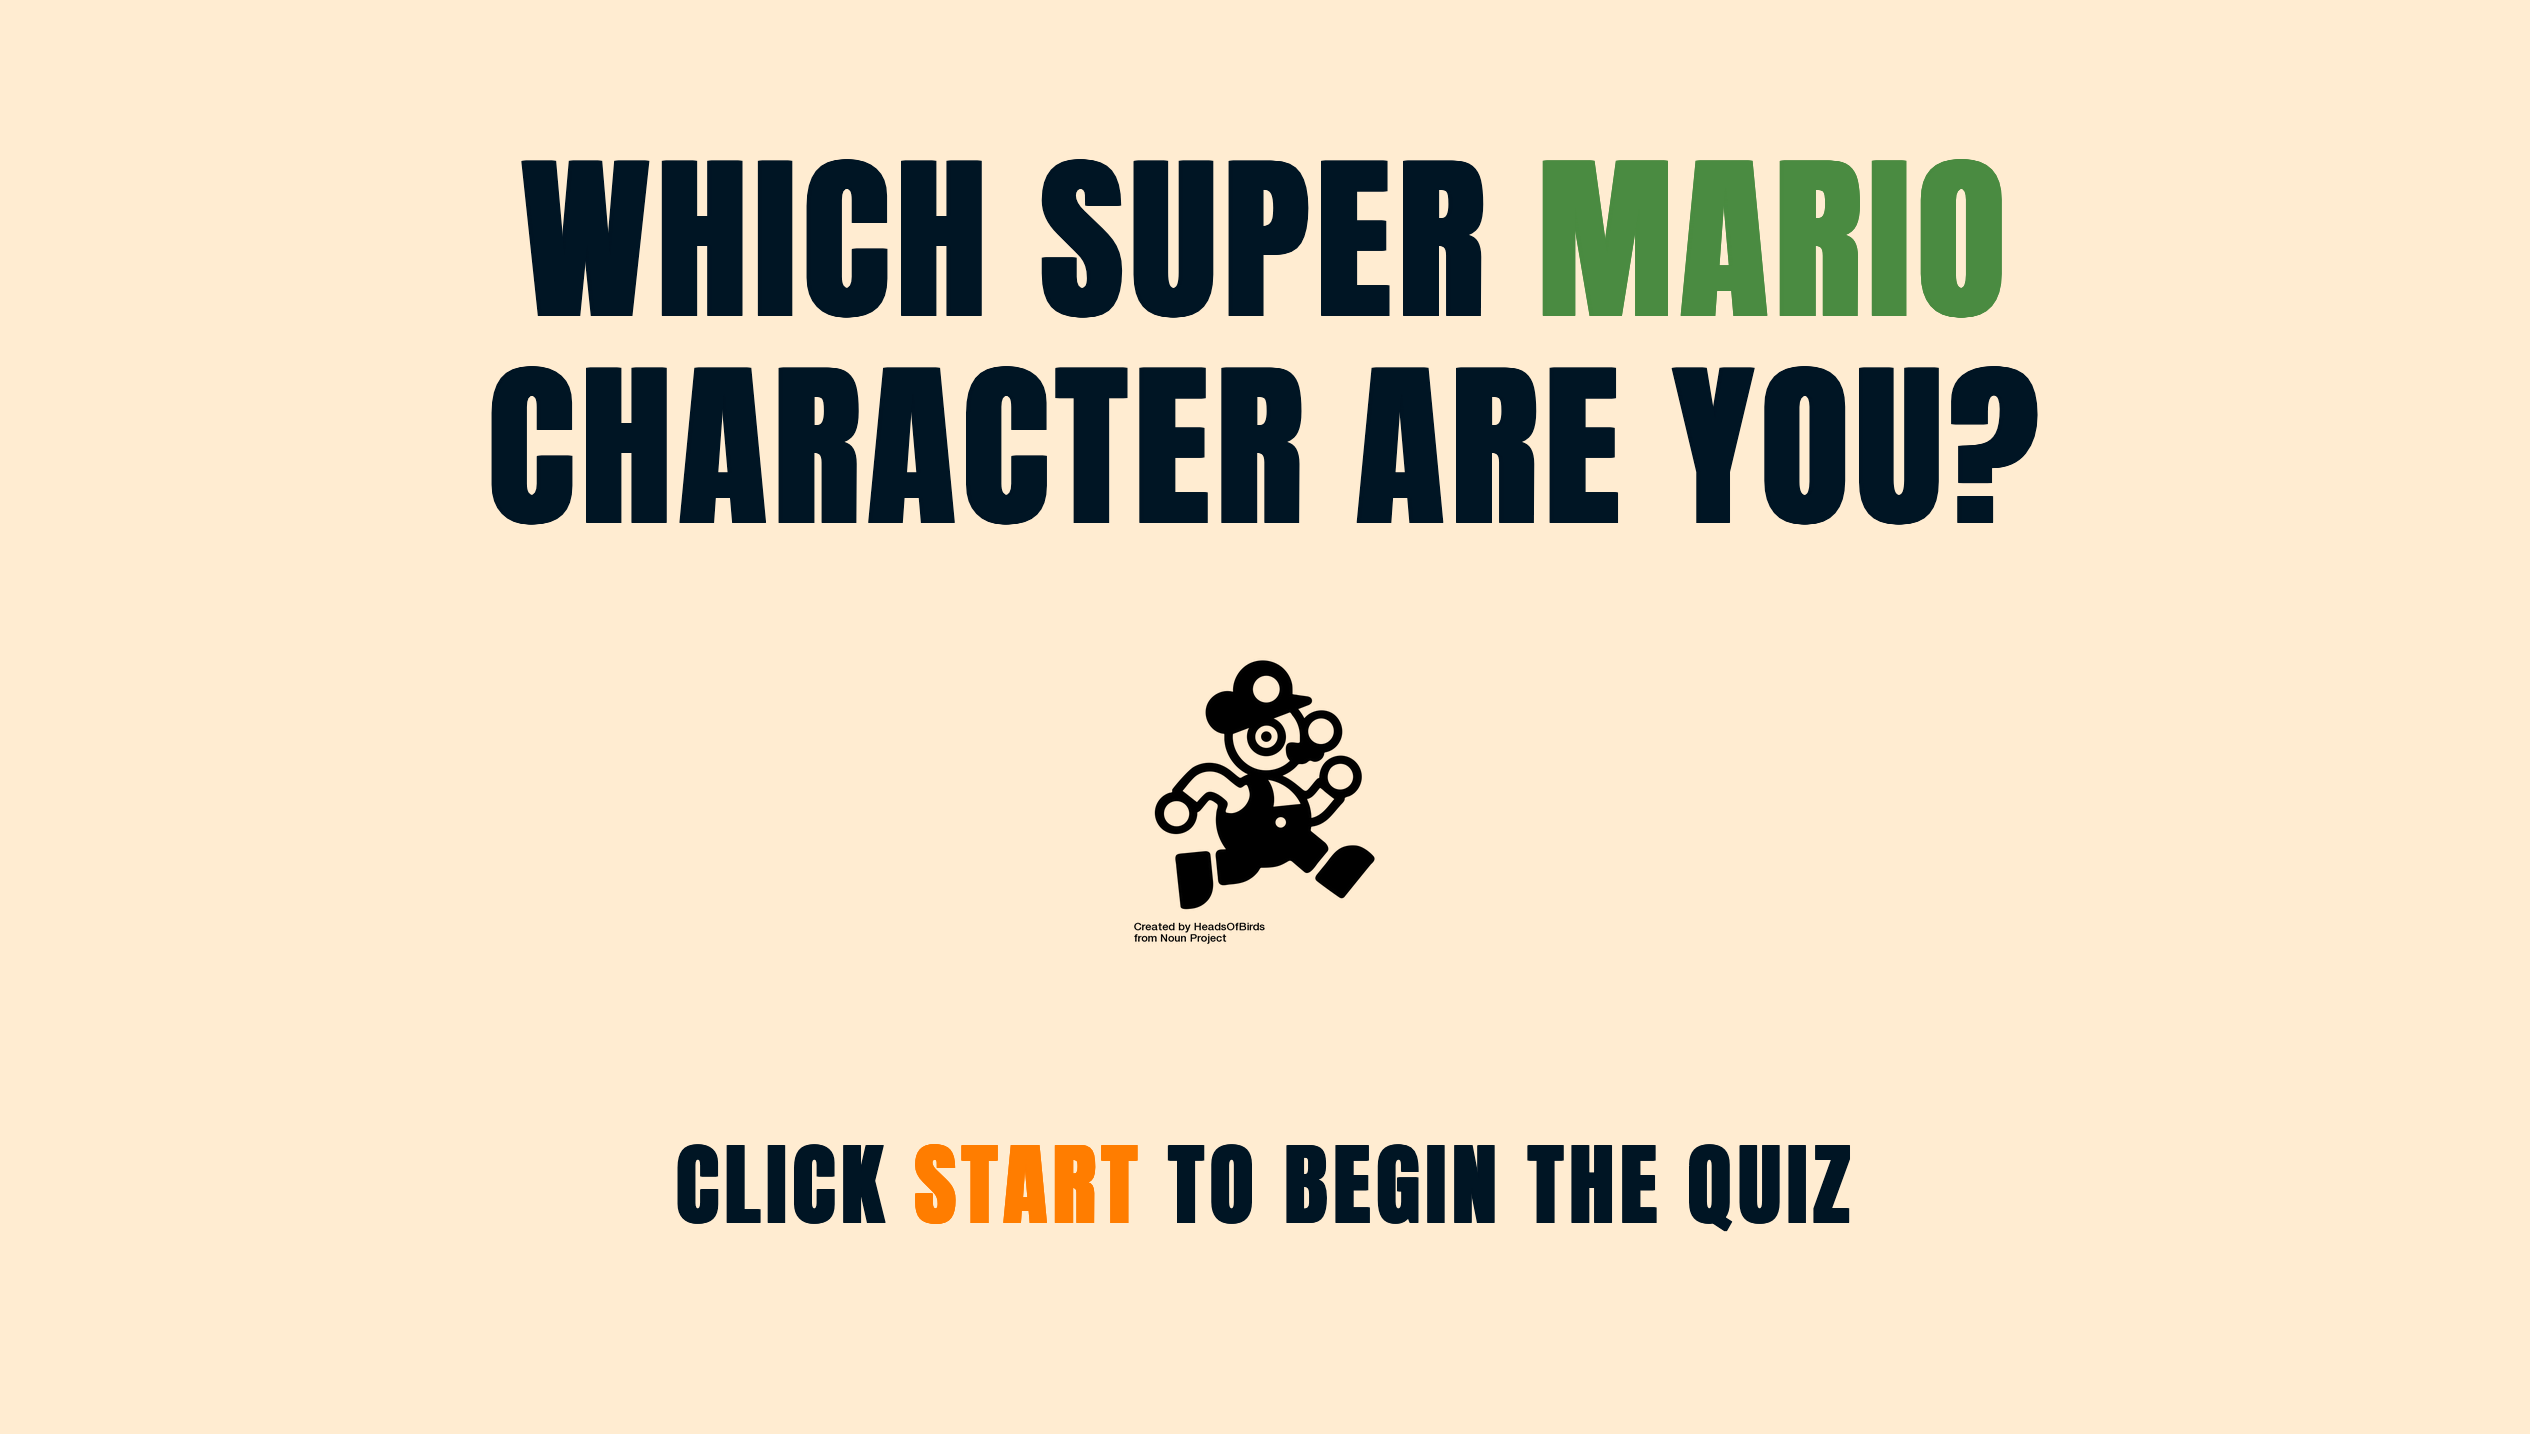 WHICH SUPER MARIO
CHARACTER ARE YOU?
Created by HeadsOfBirds
from Noun Project
CLICK START TO BEGIN THE QUIZ